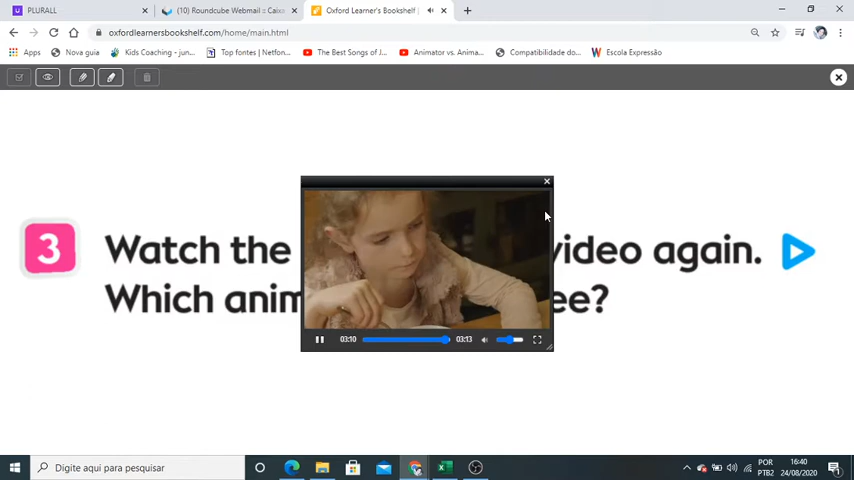 PLURALL
(10) Roundcube Webmail :: Caixa
Oxford Learner's Bookshelf
oxfordlearnersbookshelf.com/home/main.html
Apps
Nova guia
Kids Coaching - jun...
Top fontes | Netfon...
The Best Songs of J...
Animator vs. Anima...
Compatibilidade do...
Escola Expressão
3
Watch the
video again.
Which anim
ee?
03:10
03:13
Digite aqui para pesquisar
POR
PTB2
16:40
24/08/2020
1